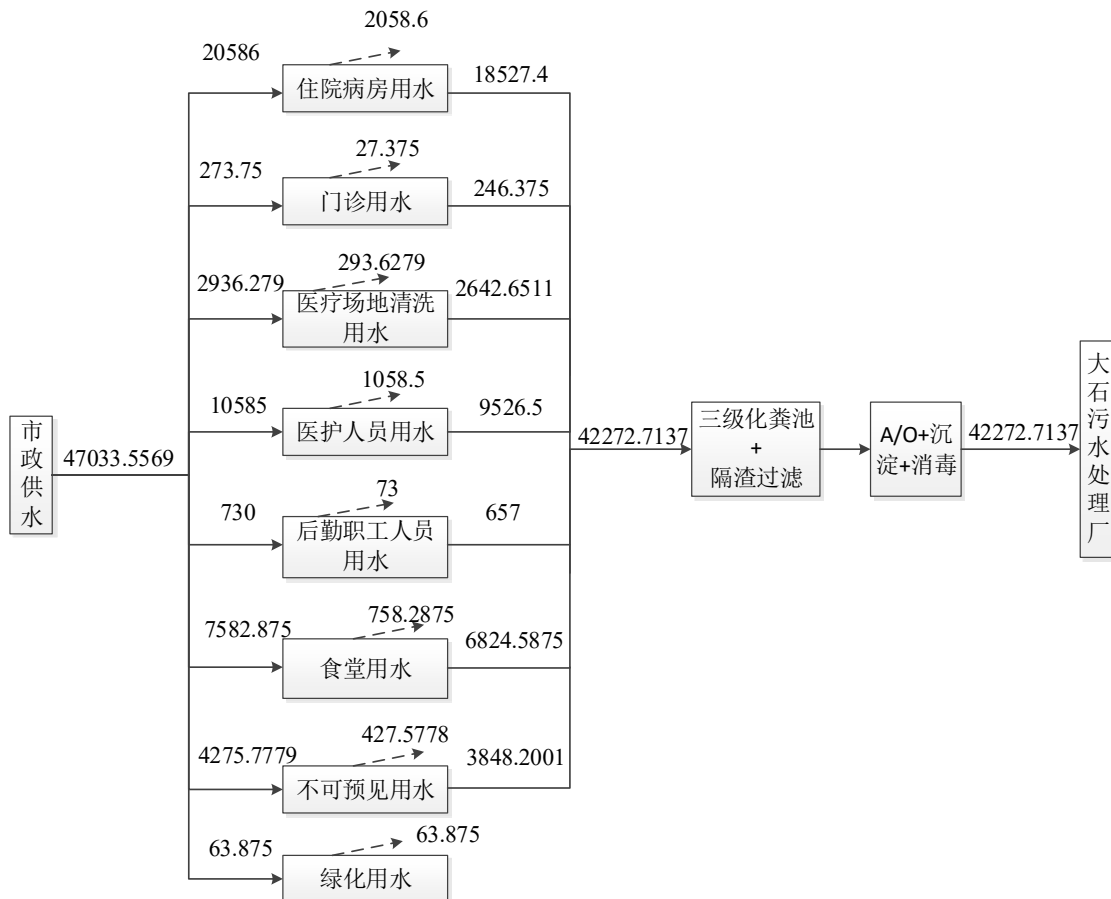 2058.6
20586
住院病房用水
18527.4
27.375
273.75
门诊用水
246.375
293.6279
2936.279
医疗场地清洗
用水
2642.6511
1058.5
10585
医护人员用水
9526.5
市政供水
47033.5569
73
730
后勤职工人员
用水
657
758.2875
7582.875
食堂用水
6824.5875
427.5778
4275.7779
不可预见用水
3848.2001
63.875
63.875
绿化用水
42272.7137
三级化粪池
+
隔渣过滤
A/O+沉
淀+消毒
42272.7137
大石污水处理厂